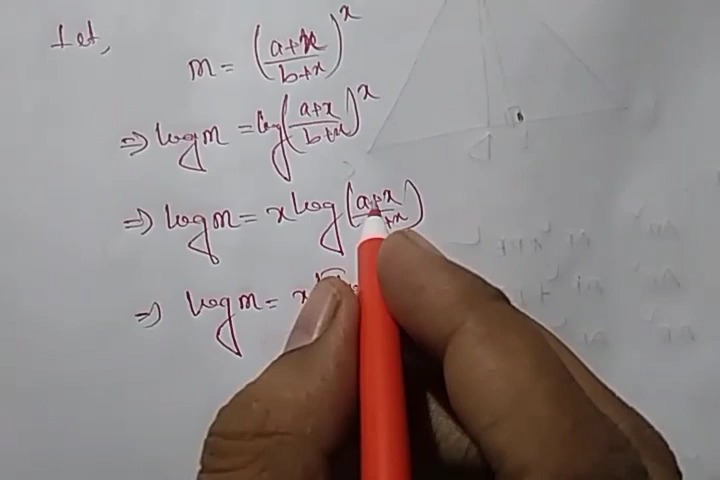 Let,
m = (a+x/b+x)^x
⇒ log m = log(a+x/b+x)^x
⇒ log m = x log(a+x/+x)
⇒ log m = x